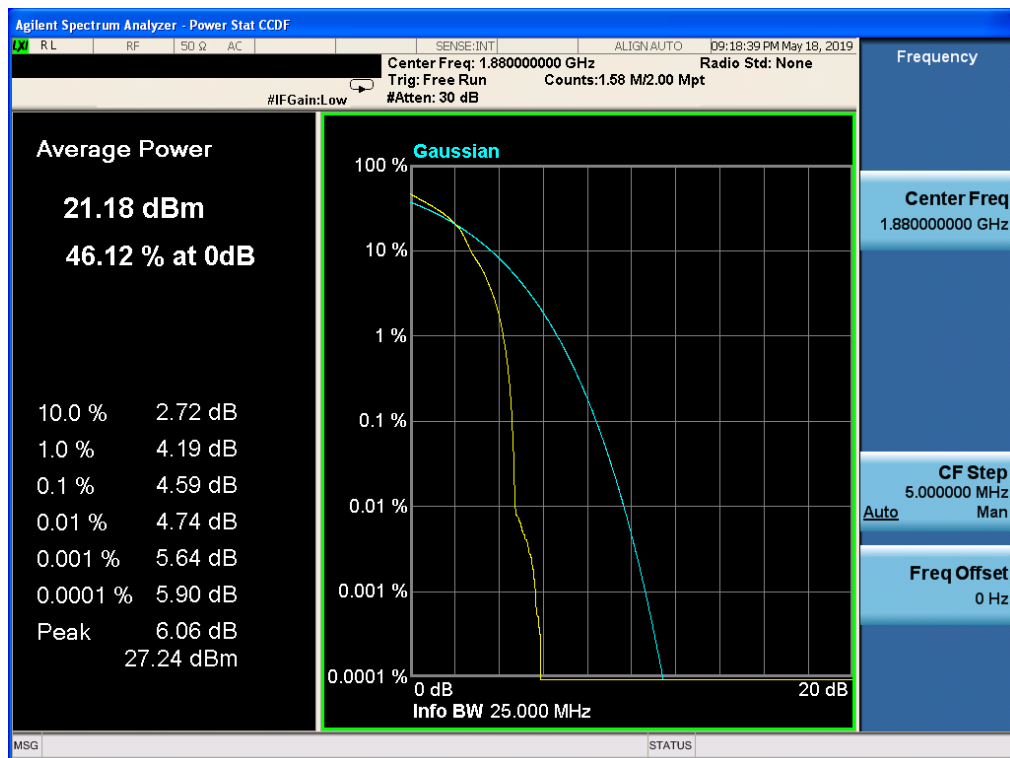 Agilent Spectrum Analyzer - Power Stat CCDF
LXI RL RF 50 Ω AC SENSE:INT ALIGN AUTO 09:18:39 PM May 18, 2019
Center Freq: 1.880000000 GHz Radio Std: None
Trig: Free Run Counts:1.58 M/2.00 Mpt
#IFGain:Low #Atten: 30 dB
Average Power
21.18 dBm
46.12 % at 0dB
10.0 % 2.72 dB
1.0 % 4.19 dB
0.1 % 4.59 dB
0.01 % 4.74 dB
0.001 % 5.64 dB
0.0001 % 5.90 dB
Peak 6.06 dB
27.24 dBm
Gaussian
100 %
10 %
1 %
0.1 %
0.01 %
0.001 %
0.0001 %
0 dB 20 dB
Info BW 25.000 MHz
Frequency
Center Freq
1.880000000 GHz
CF Step
5.000000 MHz
Auto Man
Freq Offset
0 Hz
MSG STATUS